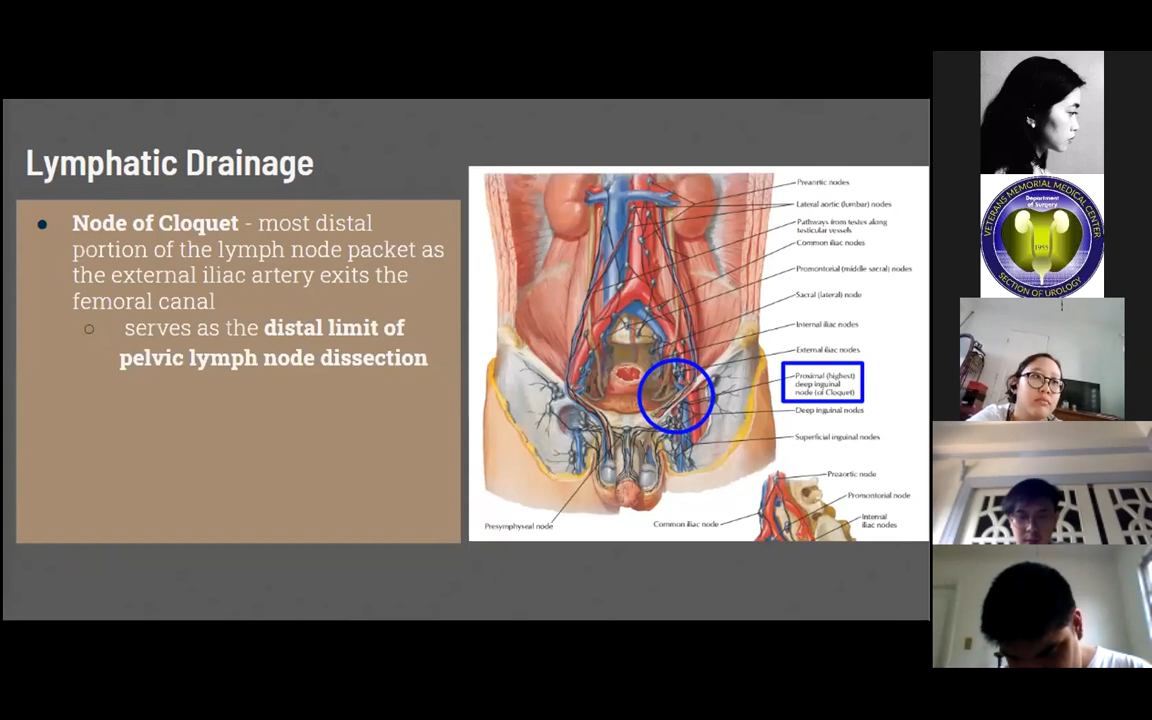 Lymphatic Drainage
Node of Cloquet - most distal
portion of the lymph node packet as
the external iliac artery exits the
femoral canal
serves as the distal limit of
pelvic lymph node dissection
Preaortic nodes
Lateral aortic (lumbar) nodes
Pathways from testes along
testicular vessels
Common iliac nodes
Promontorial (middle sacral) nodes
Sacral (lateral) node
Internal iliac nodes
External iliac nodes
Proximal (highest)
deep inguinal
node (of Cloquet)
Deep inguinal nodes
Superficial inguinal nodes
Preaortic node
Promontorial node
Internal
iliac nodes
Common iliac node
Presymphyseal node
VETERANS MEMORIAL MEDICAL CENTER
Department
of Surgery
1955
SECTION OF UROLOGY